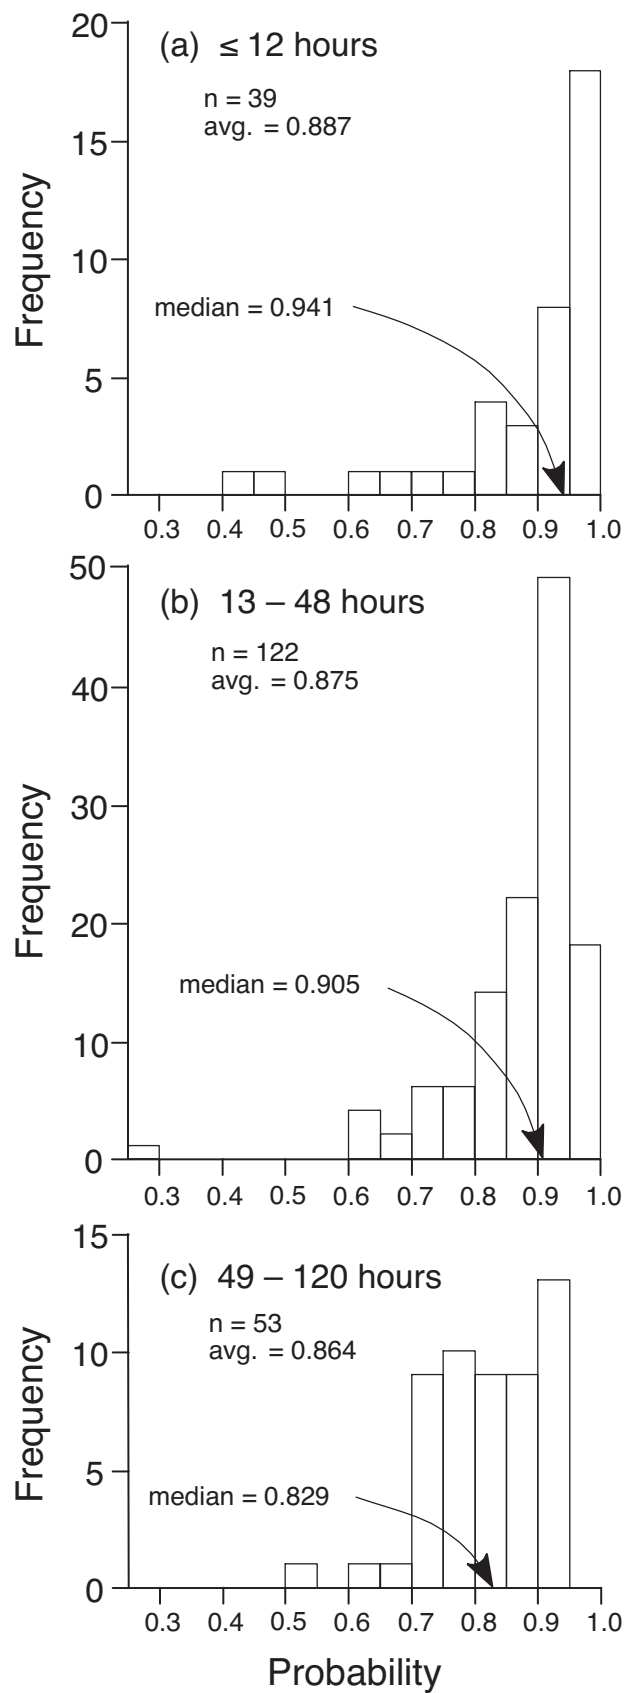 20
(a) ≤ 12 hours
n = 39
avg. = 0.887
15
Frequency
10
median = 0.941
5
0
0.3 0.4 0.5 0.6 0.7 0.8 0.9 1.0
50
(b) 13 – 48 hours
n = 122
avg. = 0.875
40
30
Frequency
20
median = 0.905
10
0
0.3 0.4 0.5 0.6 0.7 0.8 0.9 1.0
15
(c) 49 – 120 hours
n = 53
avg. = 0.864
10
Frequency
5
median = 0.829
0
0.3 0.4 0.5 0.6 0.7 0.8 0.9 1.0
Probability